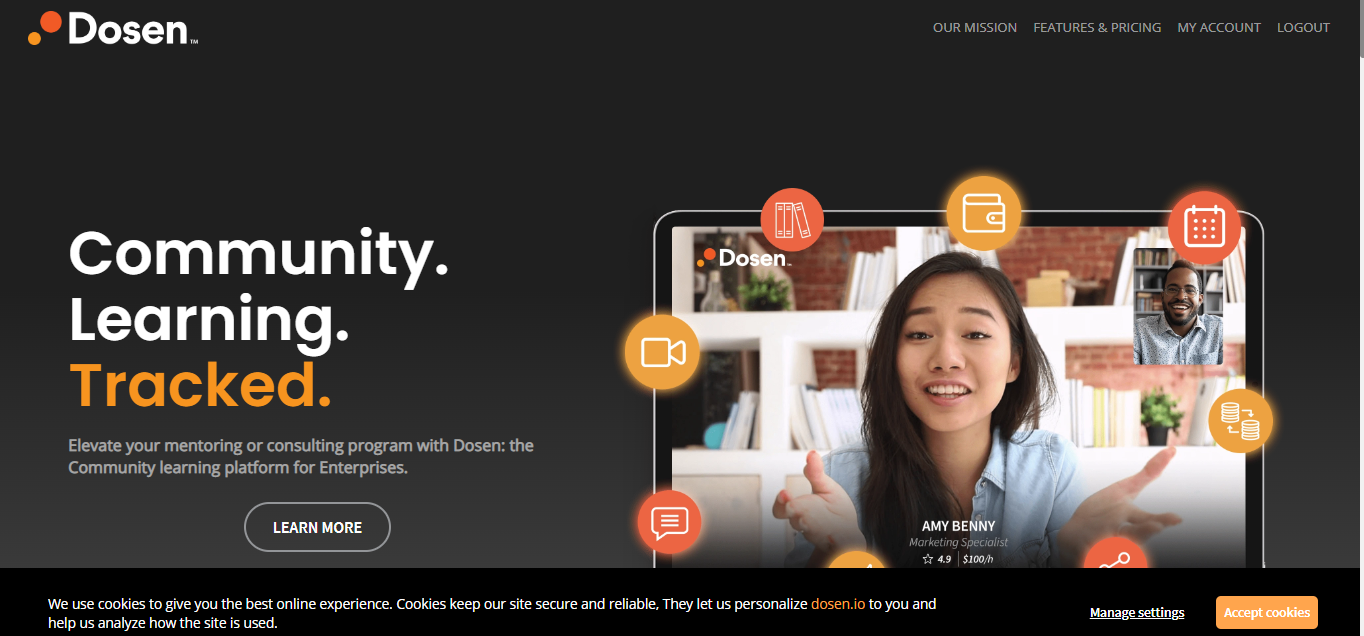 Dosen™
OUR MISSION
FEATURES & PRICING
MY ACCOUNT
LOGOUT
Community.
Learning.
Tracked.
Elevate your mentoring or consulting program with Dosen: the
Community learning platform for Enterprises.
LEARN MORE
Dosen
AMY BENNY
Marketing Specialist
4.9 | $100/h
We use cookies to give you the best online experience. Cookies keep our site secure and reliable, They let us personalize dosen.io to you and
help us analyze how the site is used.
Manage settings
Accept cookies